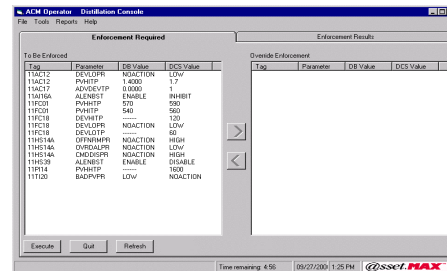 ACM Operator Distillation Console
File Tools Reports Help
Enforcement Required
Enforcement Results
To Be Enforced
Override Enforcement
Tag Parameter DB Value DCS Value
Tag Parameter DB Value DCS Value
11AC12 DEVLOPR NOACTION LOW
11AC12 PVHITP 1.4000 1.7
11AC17 ADVDEVTP 0.0000 1
11AI16A ALENBST ENABLE INHIBIT
11FC01 PVHHTP 570 590
11FC01 PVHITP 540 560
11FC18 DEVHITP ------ 120
11FC18 DEVLOPR NOACTION LOW
11FC18 DEVLOTP ------ 60
11HS14A OFFNRMPR NOACTION HIGH
11HS14A OVRDALPR NOACTION LOW
11HS14A CMDDISPR NOACTION HIGH
11HS39 ALENBST ENABLE DISABLE
11PI14 PVHHTP ------ 1600
11TI20 BADPVPR LOW NOACTION
Execute Quit Refresh
Time remaining: 4:56 09/27/200 1:25 PM @sset.MAX